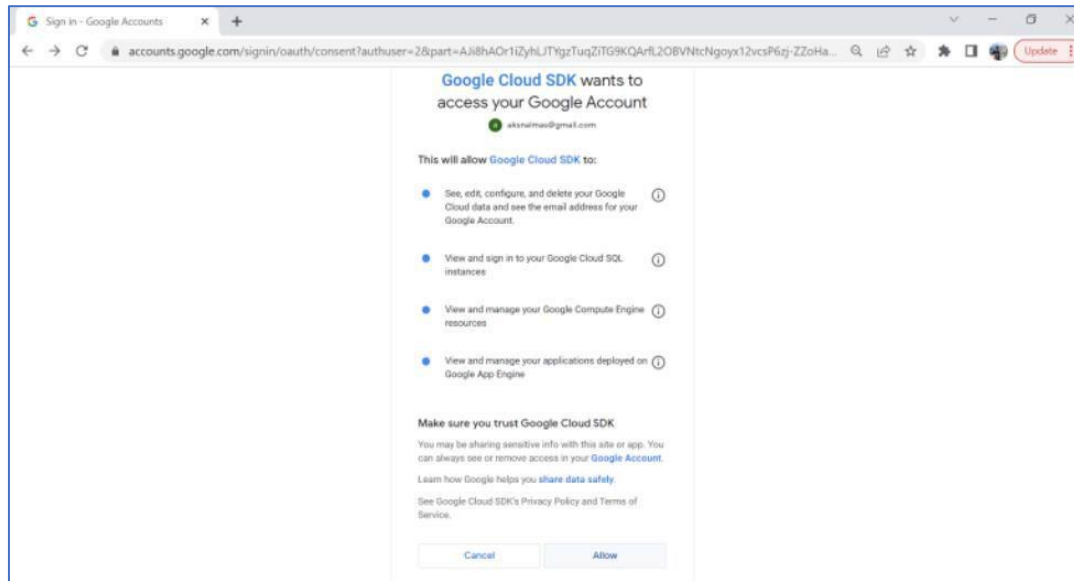 Sign in - Google Accounts
accounts.google.com/signin/oauth/consent?authuser=2&part=AJi8hAOr1iZyhLJTYgzTuqZiTG9KQArfL2OBVNtcNgoyx12vcsP6zj-ZZoHa...
Update
Google Cloud SDK wants to
access your Google Account
a aksnalmas@gmail.com
This will allow Google Cloud SDK to:
See, edit, configure, and delete your Google
Cloud data and see the email address for your
Google Account.
View and sign in to your Google Cloud SQL
instances
View and manage your Google Compute Engine
resources
View and manage your applications deployed on
Google App Engine
Make sure you trust Google Cloud SDK
You may be sharing sensitive info with this site or app. You
can always see or remove access in your Google Account.
Learn how Google helps you share data safely.
See Google Cloud SDK's Privacy Policy and Terms of
Service.
Cancel
Allow